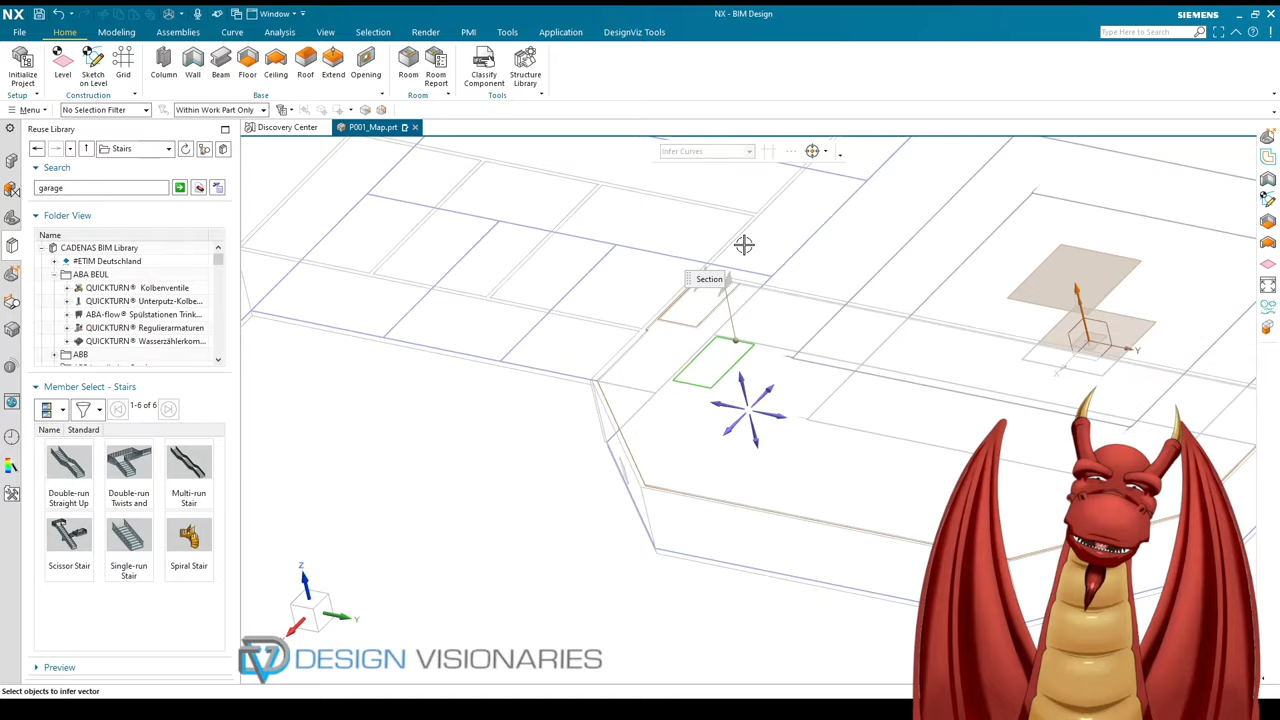 NX
Window
NX - BIM Design
SIEMENS
File
Home
Modeling
Assemblies
Curve
Analysis
Selection
Render
View
PMI
Tools
Application
DesignViz Tools
Type Here to Search
Initialize
Project
Level
Sketch
on Level
Grid
Column
Wall
Beam
Floor
Ceiling
Roof
Extend
Opening
Room
Room
Report
Classify
Component
Structure
Library
Setup
Construction
Base
Room
Tools
Menu
No Selection Filter
Within Work Part Only
Reuse Library
Discovery Center
P001_Map.prt
Stairs
Infer Curves
Search
garage
Folder View
Name
CADENAS BIM Library
#ETIM Deutschland
ABA BEUL
QUICKTURN® Kolbenventile
QUICKTURN® Unterputz-Kolbe...
ABA-flow® Spülstationen Trink...
QUICKTURN® Regulierarmaturen
QUICKTURN® Wasserzählerkom...
ABB
Section
Y
X
Member Select - Stairs
1-6 of 6
Name
Standard
Double-run
Straight Up
Double-run
Twists and
Multi-run
Stair
Scissor Stair
Single-run
Stair
Spiral Stair
Z
Y
DV DESIGN VISIONARIES
Preview
Select objects to infer vector